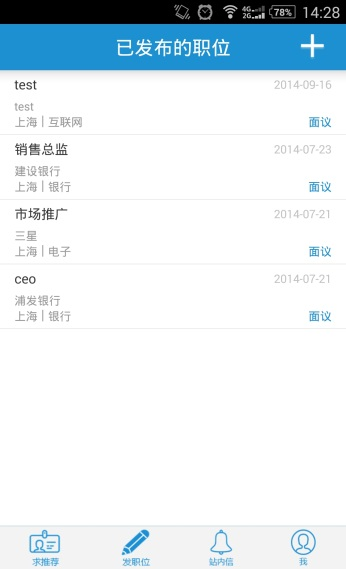 4G
2G
78%
14:28
已发布的职位
test
2014-09-16
test
上海 | 互联网
面议
销售总监
2014-07-23
建设银行
上海 | 银行
面议
市场推广
2014-07-21
三星
上海 | 电子
面议
ceo
2014-07-21
浦发银行
上海 | 银行
面议
求推荐
发职位
站内信
我